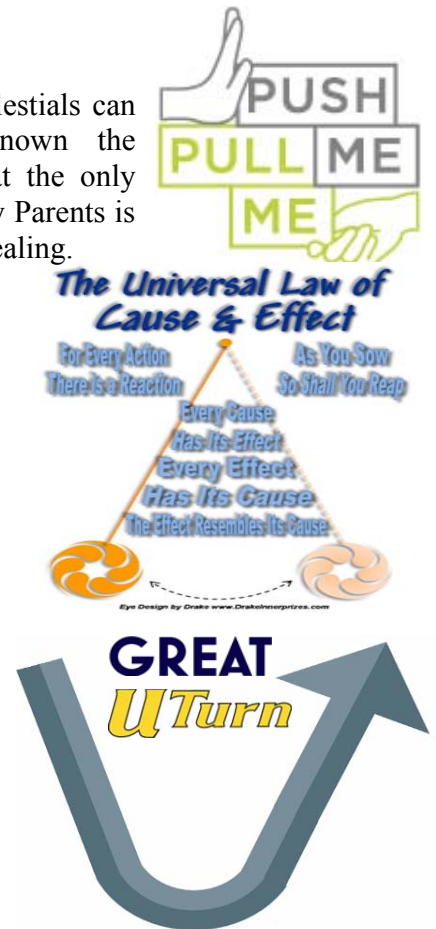 lestials can
nown the
t the only
y Parents is
ealing.
PUSH
PULL ME
ME
The Universal Law of
Cause & Effect
For Every Action
There is a Reaction
As You Sow
So Shall You Reap
Every Cause
Has Its Effect
Every Effect
Has Its Cause
The Effect Resembles Its Cause
Eye Design by Drake www.DrakeInnerprizes.com
GREAT
U Turn